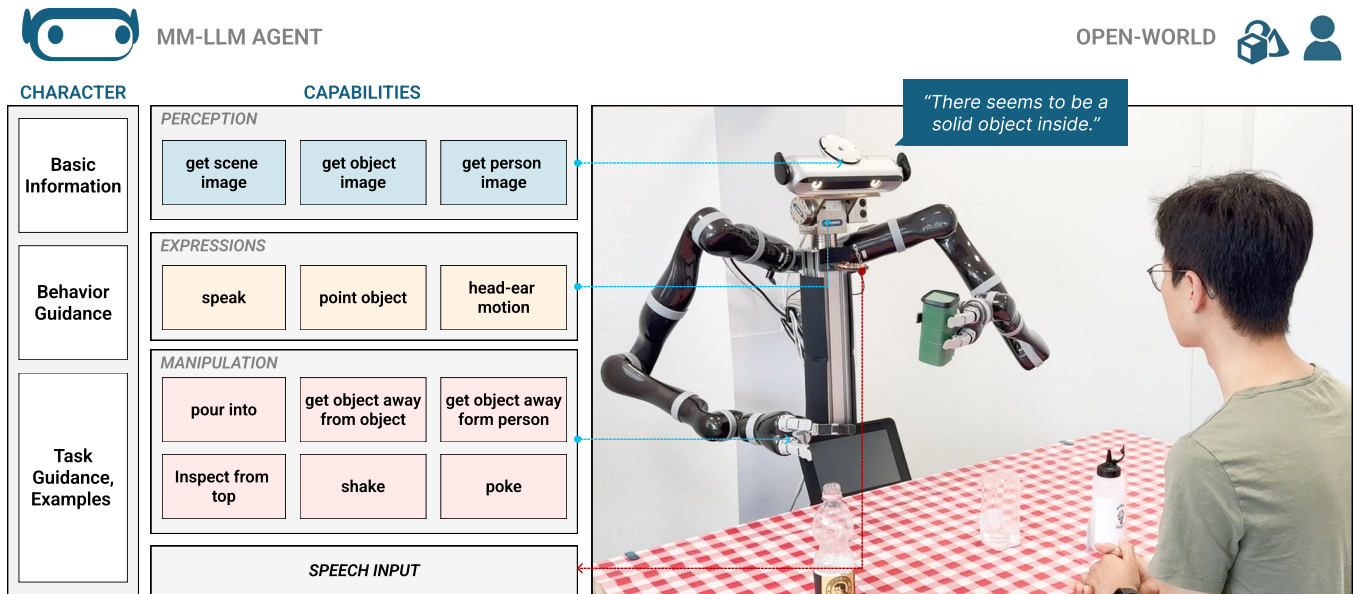 MM-LLM AGENT
OPEN-WORLD
CHARACTER
CAPABILITIES
Basic
Information
Behavior
Guidance
Task
Guidance,
Examples
PERCEPTION
get scene
image
get object
image
get person
image
EXPRESSIONS
speak
point object
head-ear
motion
MANIPULATION
pour into
get object away
from object
get object away
form person
Inspect from
top
shake
poke
SPEECH INPUT
“There seems to be a
solid object inside.”